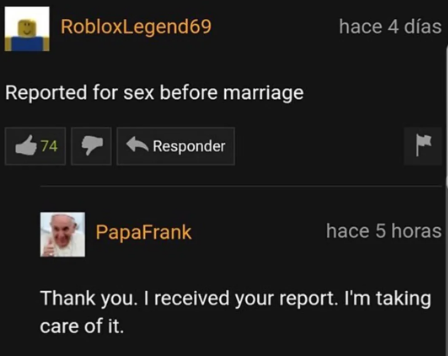 RobloxLegend69 hace 4 días
Reported for sex before marriage
74 Responder
PapaFrank hace 5 horas
Thank you. I received your report. I'm taking
care of it.